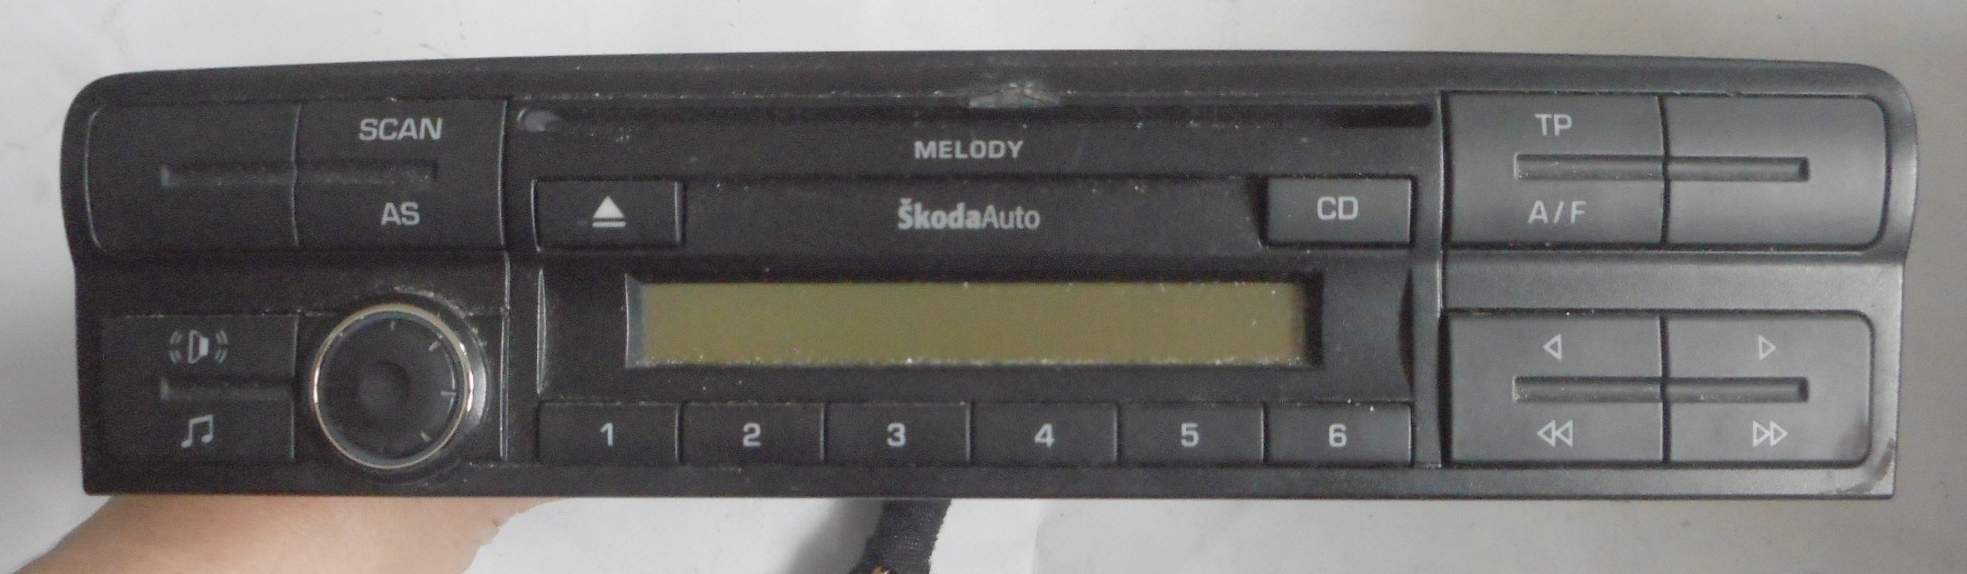 SCAN
AS
MELODY
ŠkodaAuto
CD
TP
A/F
1 2 3 4 5 6